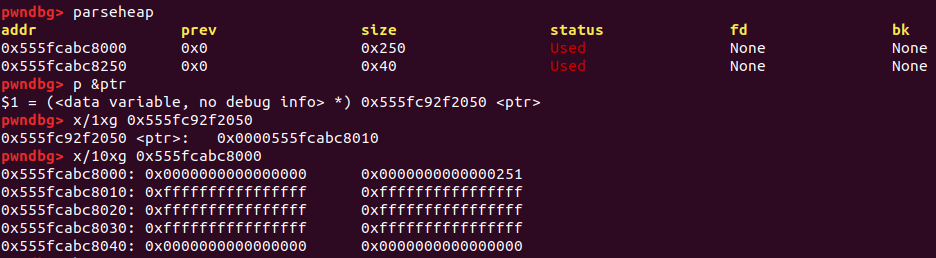 pwndbg> parseheap
addr prev size status fd bk
0x555fcabc8000 0x0 0x250 Used None None
0x555fcabc8250 0x0 0x40 Used None None
pwndbg> p &ptr
$1 = (<data variable, no debug info> *) 0x555fc92f2050 <ptr>
pwndbg> x/1xg 0x555fc92f2050
0x555fc92f2050 <ptr>: 0x0000555fcabc8010
pwndbg> x/10xg 0x555fcabc8000
0x555fcabc8000: 0x0000000000000000 0x0000000000000251
0x555fcabc8010: 0xffffffffffffffff 0xffffffffffffffff
0x555fcabc8020: 0xffffffffffffffff 0xffffffffffffffff
0x555fcabc8030: 0xffffffffffffffff 0xffffffffffffffff
0x555fcabc8040: 0x0000000000000000 0x0000000000000000